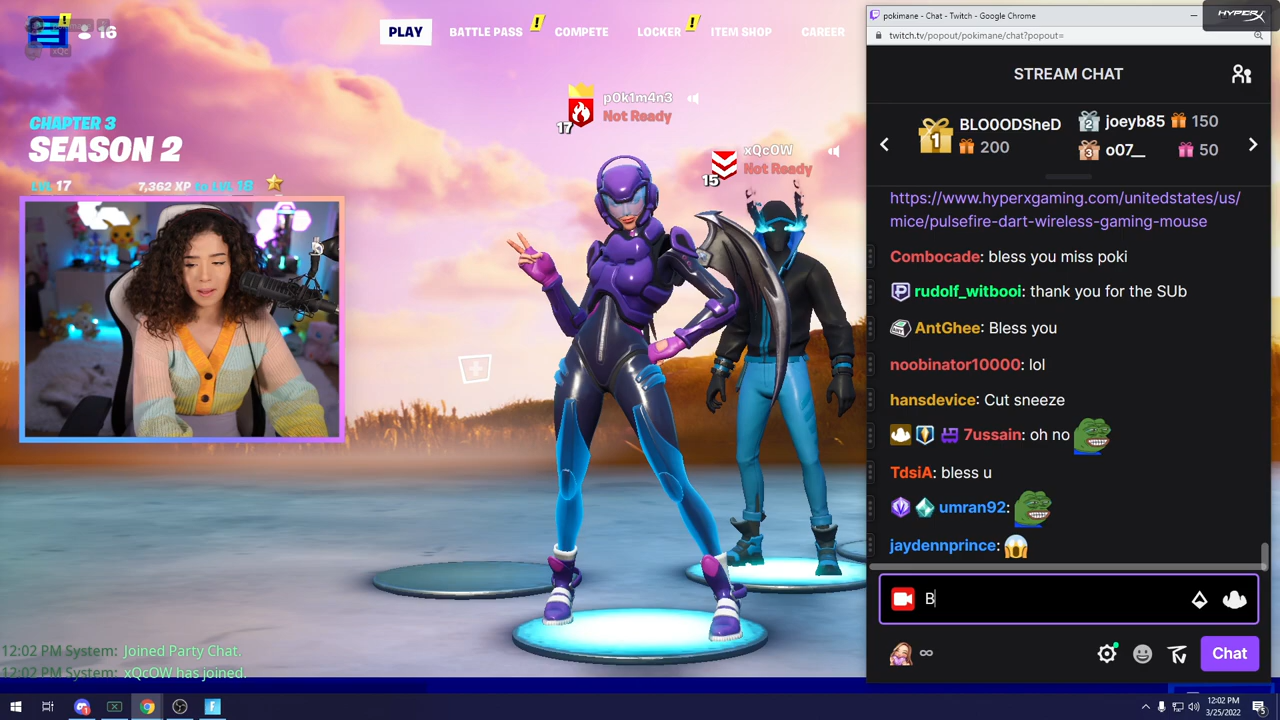 16
PLAY
BATTLE PASS
COMPETE
LOCKER
ITEM SHOP
CAREER
CHAPTER 3
SEASON 2
LVL 17
7,362 XP to LVL 18
p0k1m4n3
17
Not Ready
xQcOW
15
Not Ready
12:02 PM System: Joined Party Chat.
12:02 PM System: xQcOW has joined.
pokimane - Chat - Twitch - Google Chrome
HYPERX
twitch.tv/popout/pokimane/chat?popout=
STREAM CHAT
1 BLO0ODSHeD 200
2 joeyb85 150
3 o07__ 50
https://www.hyperxgaming.com/unitedstates/us/
mice/pulsefire-dart-wireless-gaming-mouse
Combocade: bless you miss poki
rudolf_witbooi: thank you for the SUb
AntGhee: Bless you
noobinator10000: lol
hansdevice: Cut sneeze
7ussain: oh no
TdsiA: bless u
umran92:
jaydennprince:
B
∞
Chat
12:02 PM
3/25/2022
5